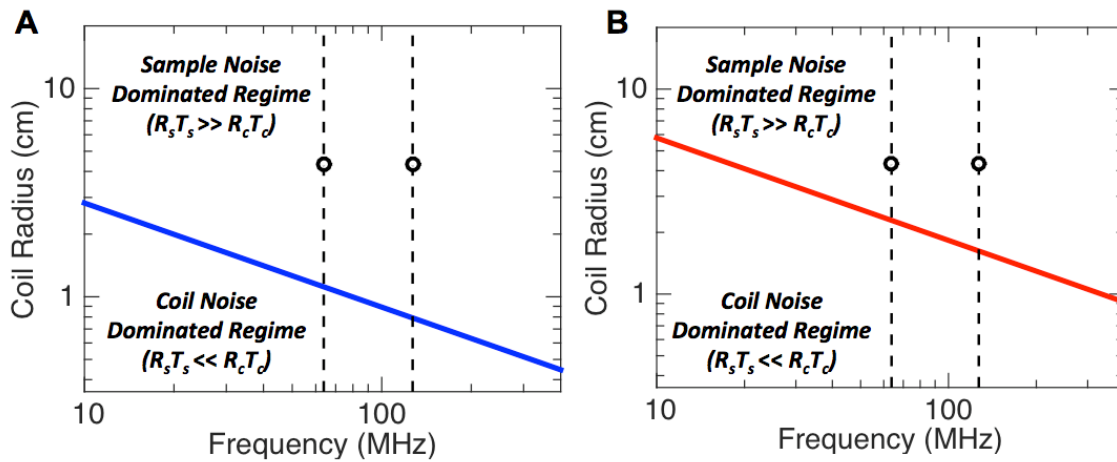 A
Coil Radius (cm)
10
1
Sample Noise
Dominated Regime
(RsTs >> RcTc)
Coil Noise
Dominated Regime
(RsTs << RcTc)
10
100
Frequency (MHz)
B
Coil Radius (cm)
10
1
Sample Noise
Dominated Regime
(RsTs >> RcTc)
Coil Noise
Dominated Regime
(RsTs << RcTc)
10
100
Frequency (MHz)